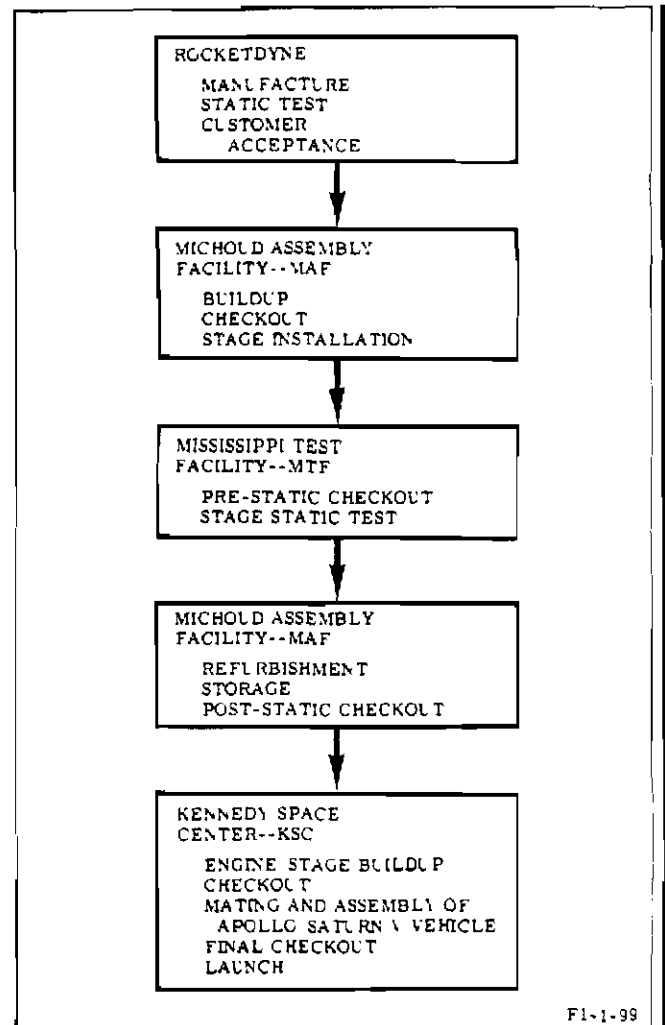 ROCKETDYNE
MANUFACTURE
STATIC TEST
CUSTOMER
ACCEPTANCE
MICHOUD ASSEMBLY
FACILITY--MAF
BUILDUP
CHECKOUT
STAGE INSTALLATION
MISSISSIPPI TEST
FACILITY--MTF
PRE-STATIC CHECKOUT
STAGE STATIC TEST
MICHOUD ASSEMBLY
FACILITY--MAF
REFURBISHMENT
STORAGE
POST-STATIC CHECKOUT
KENNEDY SPACE
CENTER--KSC
ENGINE STAGE BUILDUP
CHECKOUT
MATING AND ASSEMBLY OF
APOLLO SATURN V VEHICLE
FINAL CHECKOUT
LAUNCH
F1-1-99